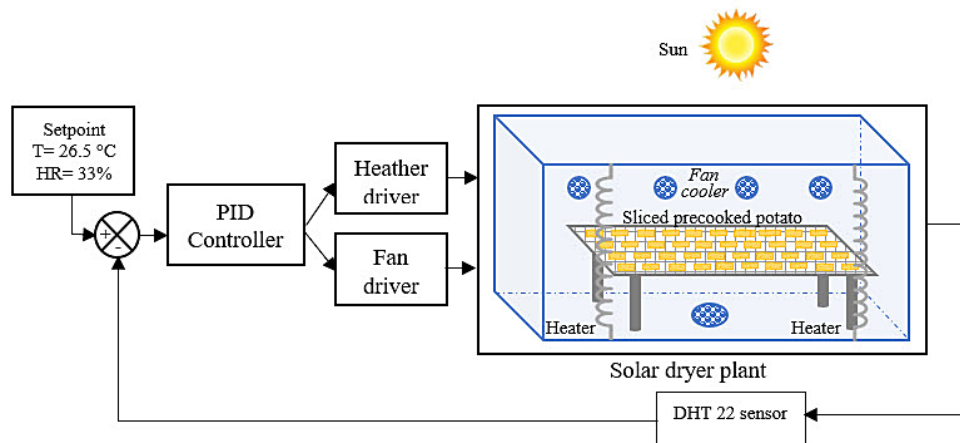 Sun
Setpoint
T= 26.5 °C
HR= 33%
+
-
PID
Controller
Heather
driver
Fan
driver
Fan
cooler
Sliced precooked potato
Heater
Heater
Solar dryer plant
DHT 22 sensor